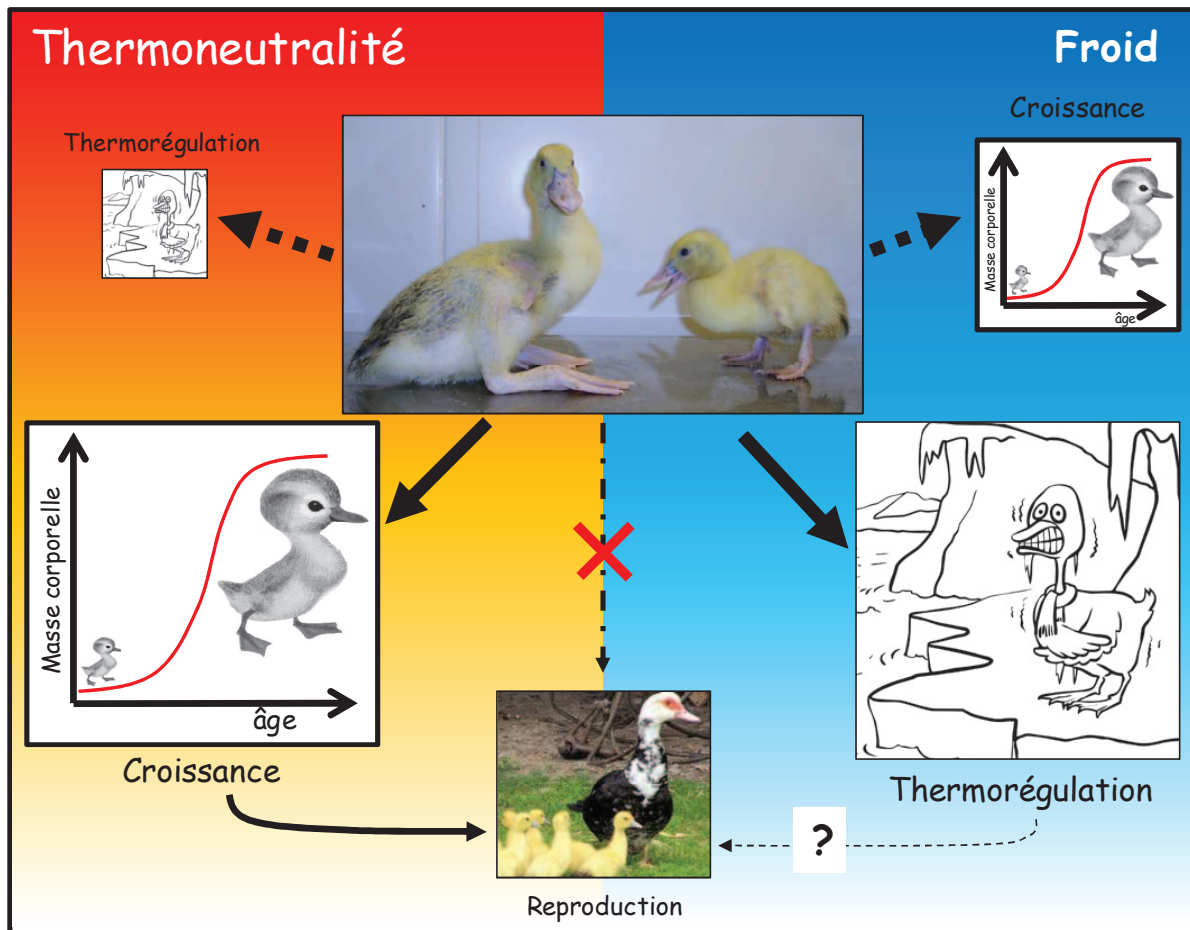 Thermoneutralité
Froid
Thermorégulation
Croissance
Masse corporelle
âge
Masse corporelle
âge
Croissance
Thermorégulation
?
Reproduction